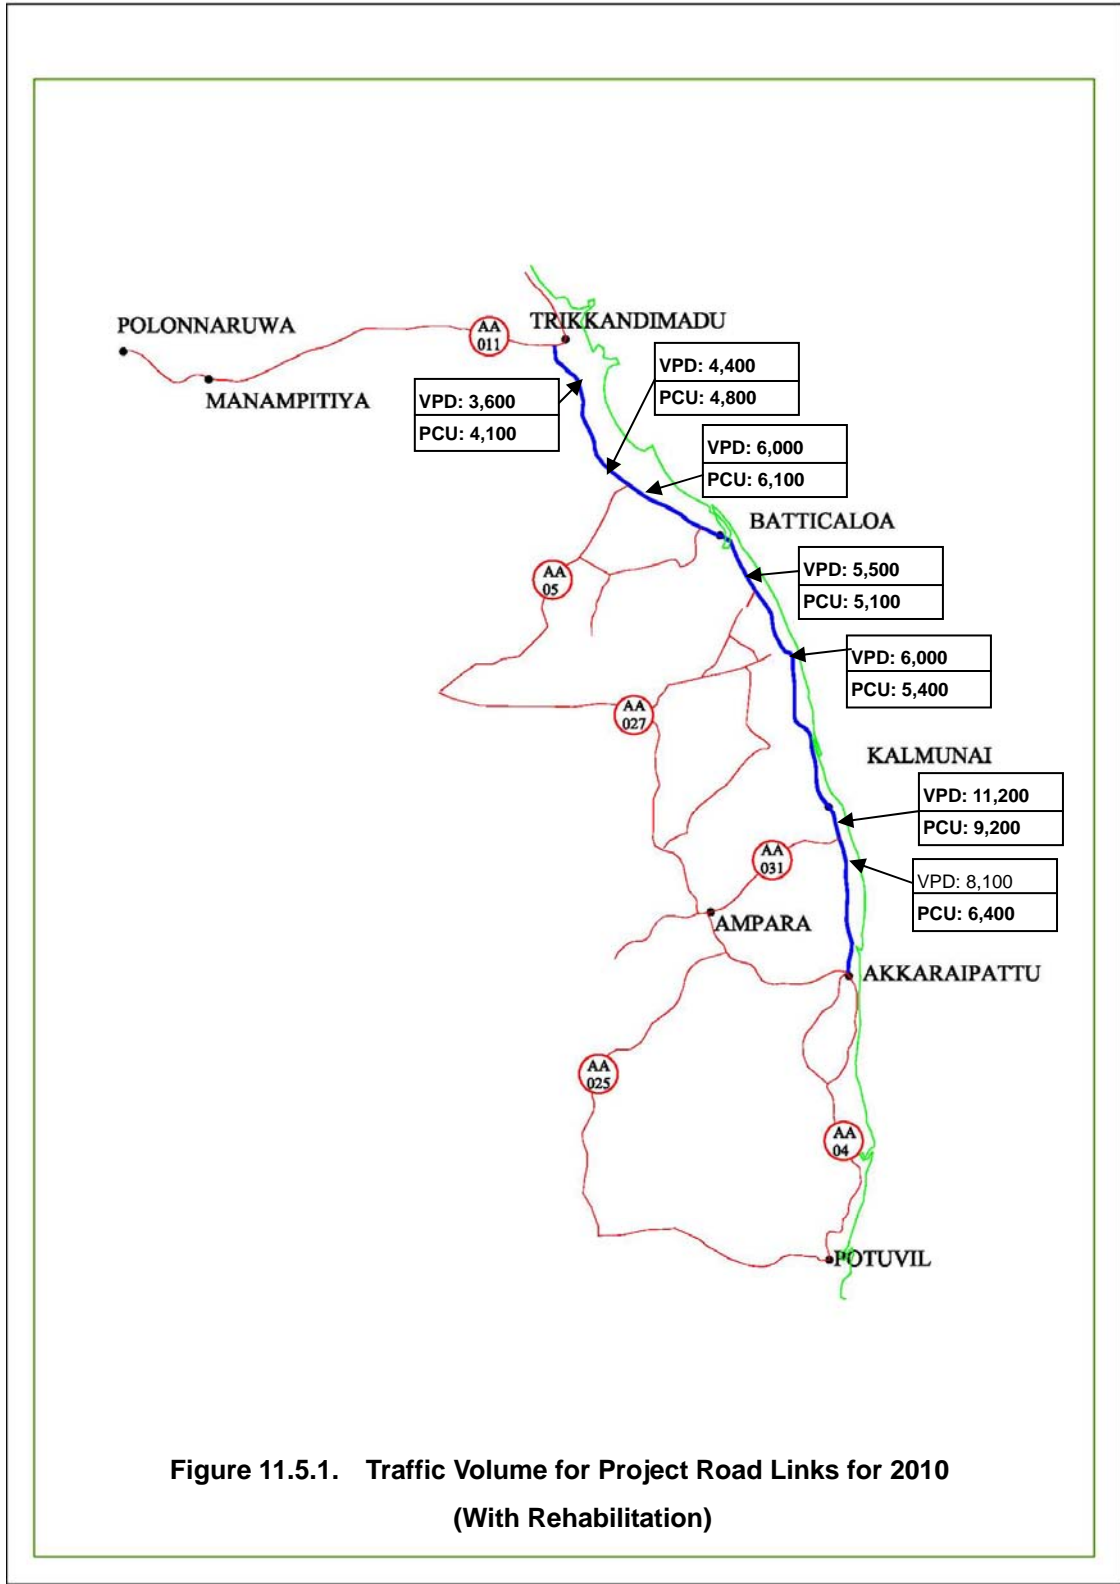 POLONNARUWA
MANAMPITIYA
AA
011
TRIKKANDIMADU
VPD: 3,600
PCU: 4,100
VPD: 4,400
PCU: 4,800
VPD: 6,000
PCU: 6,100
BATTICALOA
AA
05
VPD: 5,500
PCU: 5,100
VPD: 6,000
PCU: 5,400
AA
027
KALMUNAI
VPD: 11,200
PCU: 9,200
AA
031
VPD: 8,100
PCU: 6,400
AMPARA
AKKARAIPATTU
AA
025
AA
04
POTUVIL
Figure 11.5.1. Traffic Volume for Project Road Links for 2010
(With Rehabilitation)